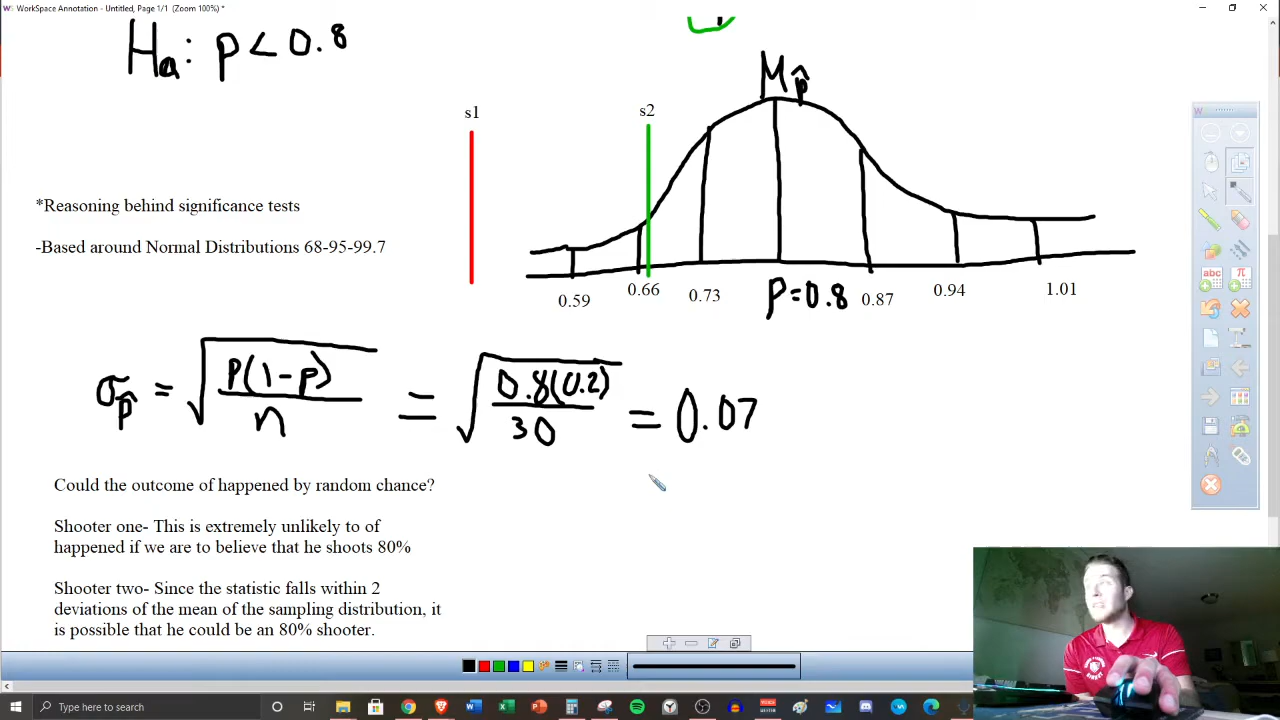 WorkSpace Annotation - [Untitled, Page 1/1 (Zoom 100%)] *
Ha: p < 0.8
Mp̂
s1
s2
*Reasoning behind significance tests
-Based around Normal Distributions 68-95-99.7
0.59
0.66
0.73
P=0.8
0.87
0.94
1.01
σp̂ = √(P(1-p)/n) = √(0.8(0.2)/30) = 0.07
Could the outcome of happened by random chance?
Shooter one- This is extremely unlikely to of
happened if we are to believe that he shoots 80%
Shooter two- Since the statistic falls within 2
deviations of the mean of the sampling distribution, it
is possible that he could be an 80% shooter.
abc
π
Type here to search